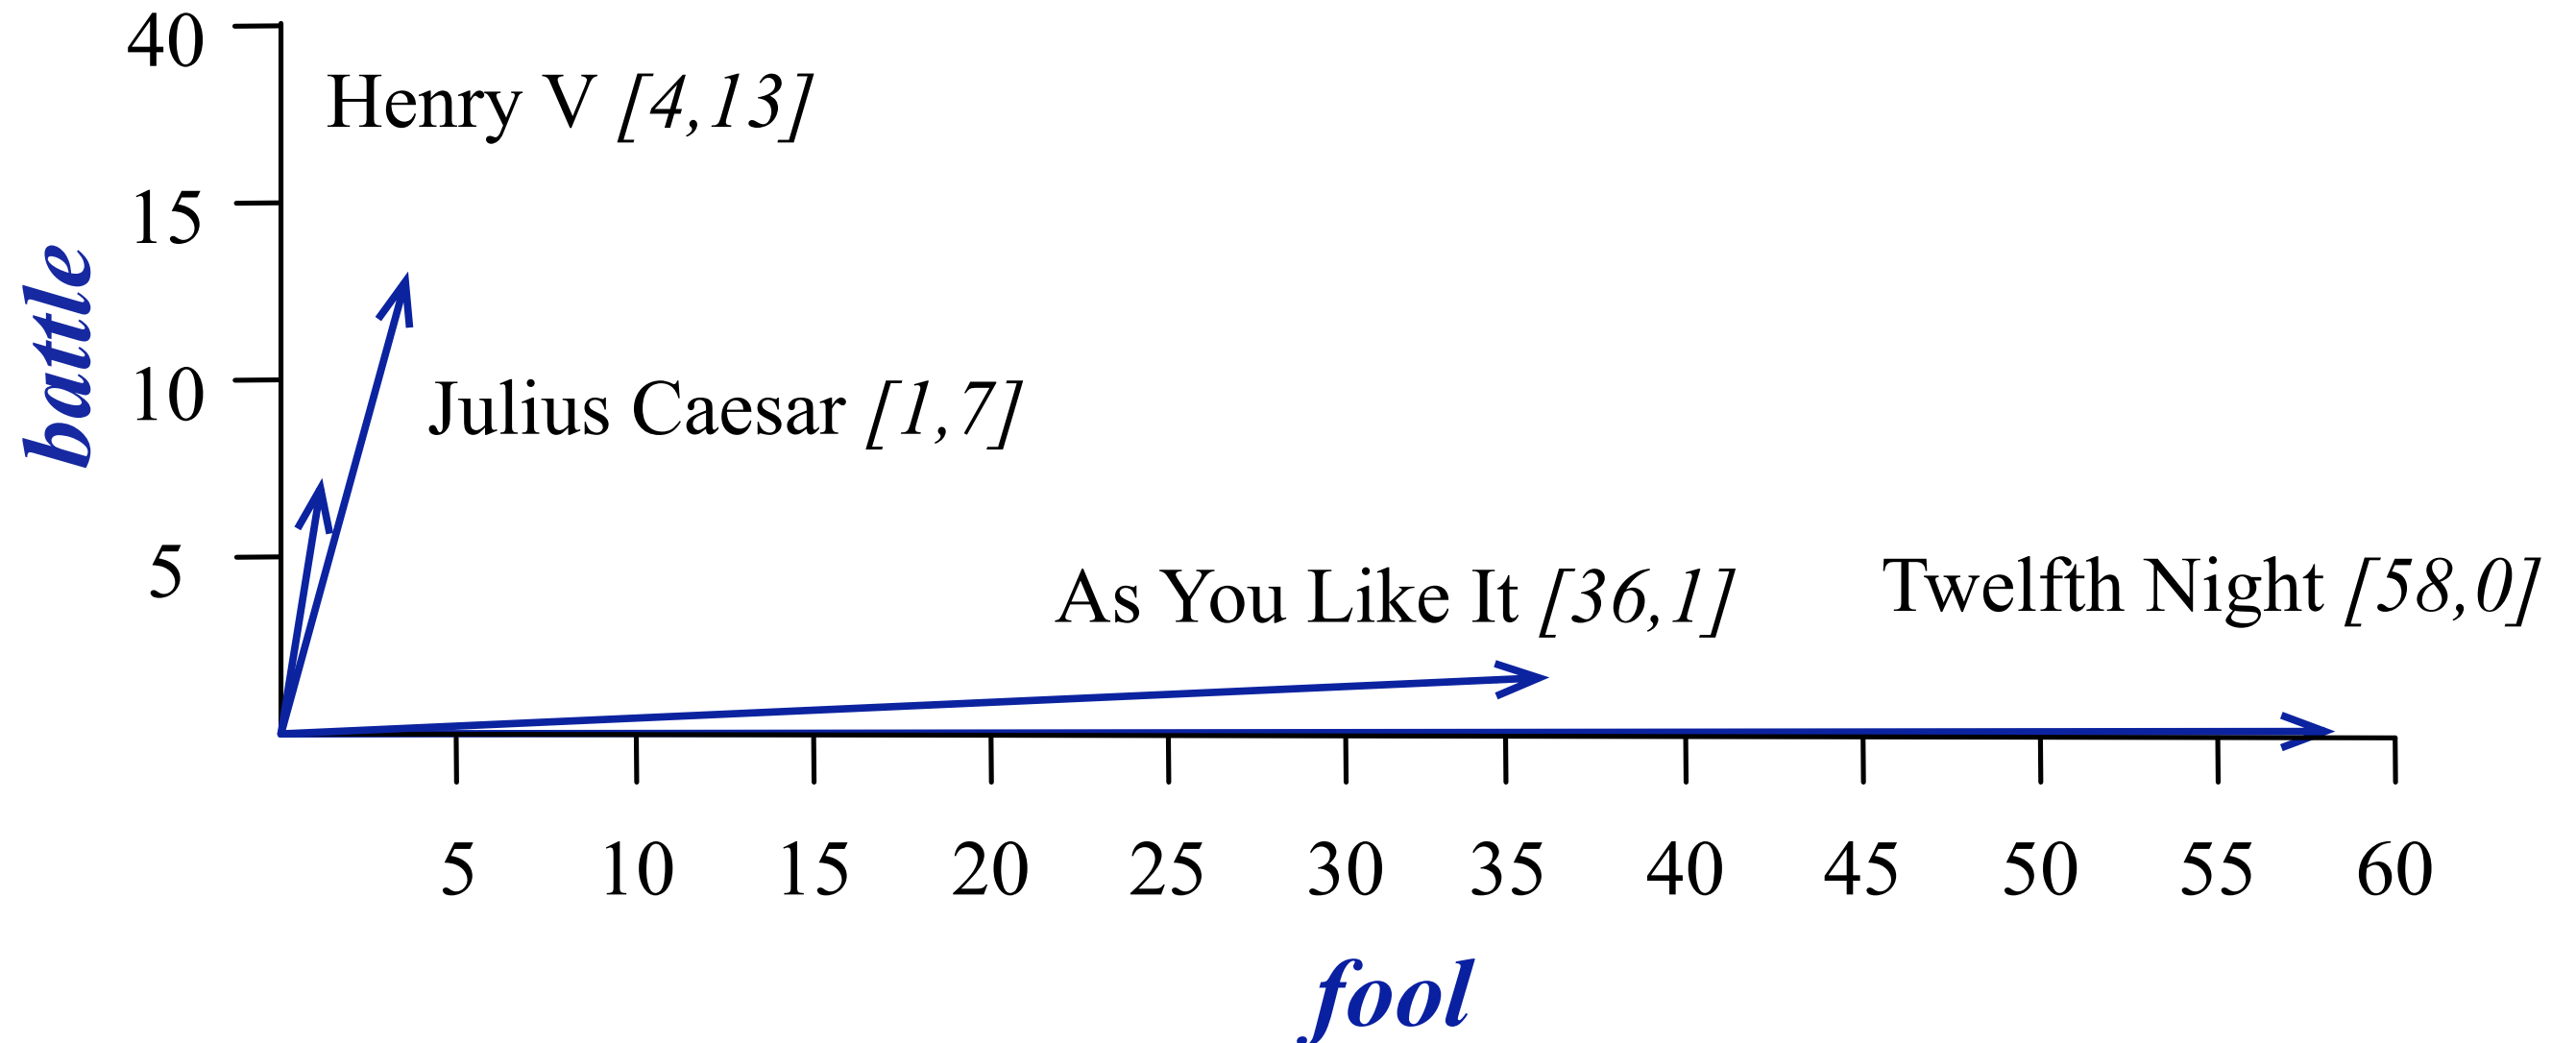 40
Henry V [4,13]
15
battle
10
Julius Caesar [1,7]
5
As You Like It [36,1]
Twelfth Night [58,0]
5 10 15 20 25 30 35 40 45 50 55 60
fool